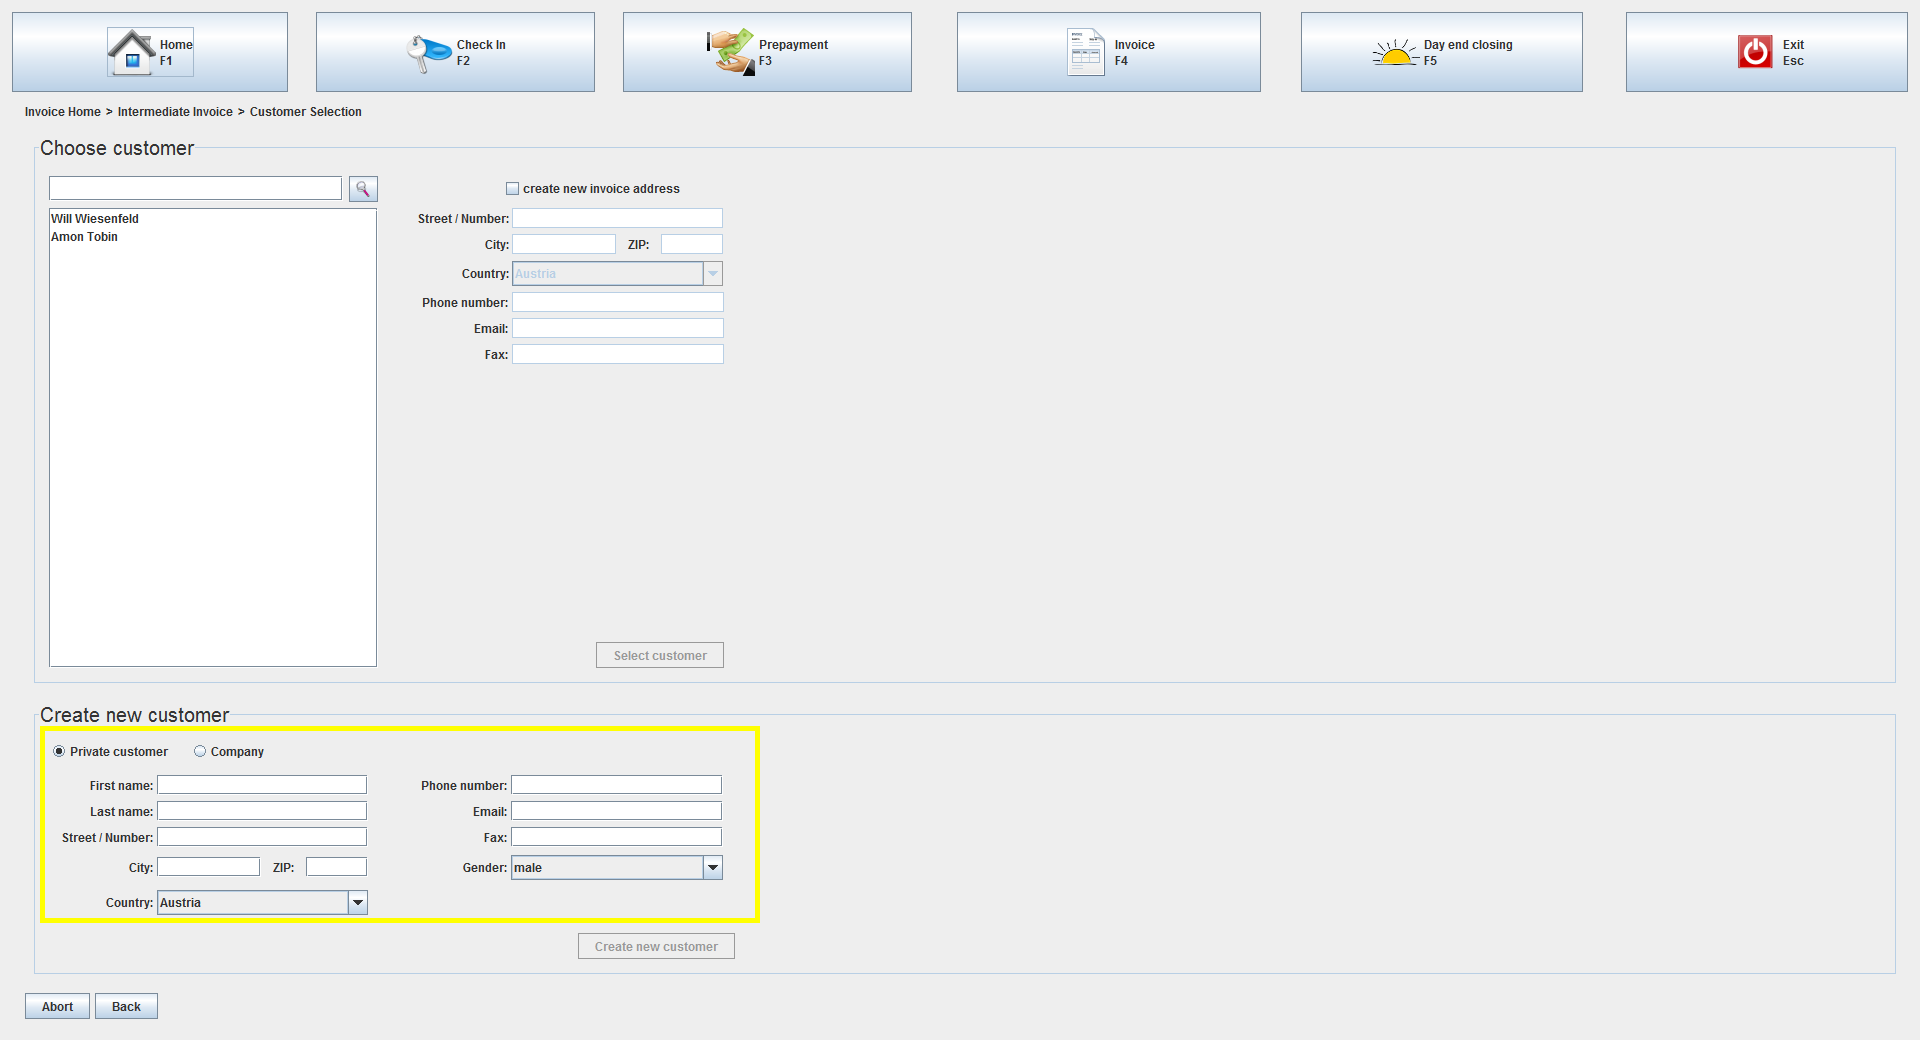 Home
F1
Check In
F2
Prepayment
F3
Invoice
F4
Day end closing
F5
Exit
Esc
Invoice Home > Intermediate Invoice > Customer Selection
Choose customer
create new invoice address
Will Wiesenfeld
Amon Tobin
Street / Number:
City: ZIP:
Country: Austria
Phone number:
Email:
Fax:
Select customer
Create new customer
Private customer Company
First name: Phone number:
Last name: Email:
Street / Number: Fax:
City: ZIP: Gender: male
Country: Austria
Create new customer
Abort Back